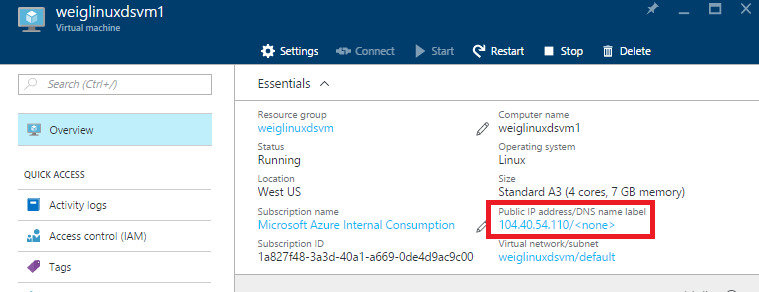 weiglinuxdsvm1
Virtual machine
Settings Connect Start Restart Stop Delete
Search (Ctrl+/)
Overview
QUICK ACCESS
Activity logs
Access control (IAM)
Tags
Essentials
Resource group
weiglinuxdsvm
Status
Running
Location
West US
Subscription name
Microsoft Azure Internal Consumption
Subscription ID
1a827f48-3a3d-40a1-a669-0de4d9ac9c00
Computer name
weiglinuxdsvm1
Operating system
Linux
Size
Standard A3 (4 cores, 7 GB memory)
Public IP address/DNS name label
104.40.54.110/<none>
Virtual network/subnet
weiglinuxdsvm/default